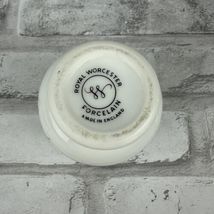 ROYAL WORCESTER
PORCELAIN
MADE IN ENGLAND